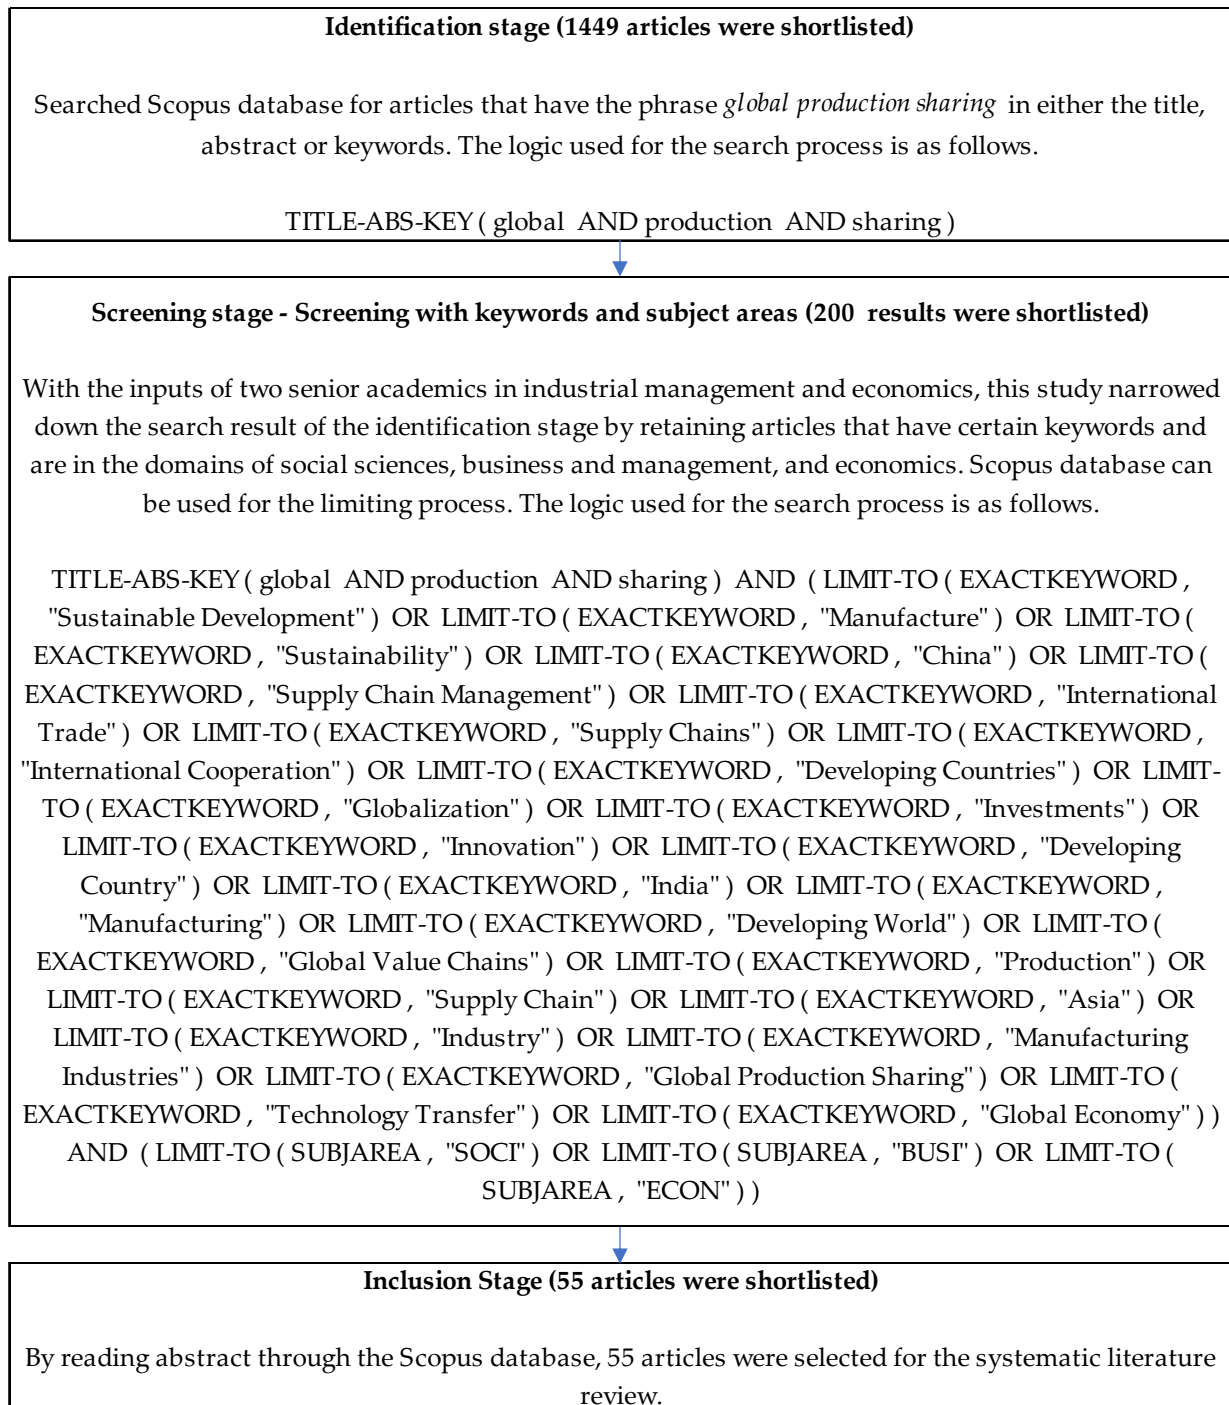 Identification stage (1449 articles were shortlisted)
Searched Scopus database for articles that have the phrase global production sharing in either the title,
abstract or keywords. The logic used for the search process is as follows.
TITLE-ABS-KEY ( global AND production AND sharing )
Screening stage - Screening with keywords and subject areas (200 results were shortlisted)
With the inputs of two senior academics in industrial management and economics, this study narrowed
down the search result of the identification stage by retaining articles that have certain keywords and
are in the domains of social sciences, business and management, and economics. Scopus database can
be used for the limiting process. The logic used for the search process is as follows.
TITLE-ABS-KEY ( global AND production AND sharing ) AND ( LIMIT-TO ( EXACTKEYWORD ,
"Sustainable Development" ) OR LIMIT-TO ( EXACTKEYWORD , "Manufacture" ) OR LIMIT-TO (
EXACTKEYWORD , "Sustainability" ) OR LIMIT-TO ( EXACTKEYWORD , "China" ) OR LIMIT-TO (
EXACTKEYWORD , "Supply Chain Management" ) OR LIMIT-TO ( EXACTKEYWORD , "International
Trade" ) OR LIMIT-TO ( EXACTKEYWORD , "Supply Chains" ) OR LIMIT-TO ( EXACTKEYWORD ,
"International Cooperation" ) OR LIMIT-TO ( EXACTKEYWORD , "Developing Countries" ) OR LIMIT-
TO ( EXACTKEYWORD , "Globalization" ) OR LIMIT-TO ( EXACTKEYWORD , "Investments" ) OR
LIMIT-TO ( EXACTKEYWORD , "Innovation" ) OR LIMIT-TO ( EXACTKEYWORD , "Developing
Country" ) OR LIMIT-TO ( EXACTKEYWORD , "India" ) OR LIMIT-TO ( EXACTKEYWORD ,
"Manufacturing" ) OR LIMIT-TO ( EXACTKEYWORD , "Developing World" ) OR LIMIT-TO (
EXACTKEYWORD , "Global Value Chains" ) OR LIMIT-TO ( EXACTKEYWORD , "Production" ) OR
LIMIT-TO ( EXACTKEYWORD , "Supply Chain" ) OR LIMIT-TO ( EXACTKEYWORD , "Asia" ) OR
LIMIT-TO ( EXACTKEYWORD , "Industry" ) OR LIMIT-TO ( EXACTKEYWORD , "Manufacturing
Industries" ) OR LIMIT-TO ( EXACTKEYWORD , "Global Production Sharing" ) OR LIMIT-TO (
EXACTKEYWORD , "Technology Transfer" ) OR LIMIT-TO ( EXACTKEYWORD , "Global Economy" ) )
AND ( LIMIT-TO ( SUBJAREA , "SOCI" ) OR LIMIT-TO ( SUBJAREA , "BUSI" ) OR LIMIT-TO (
SUBJAREA , "ECON" ) )
Inclusion Stage (55 articles were shortlisted)
By reading abstract through the Scopus database, 55 articles were selected for the systematic literature
review.